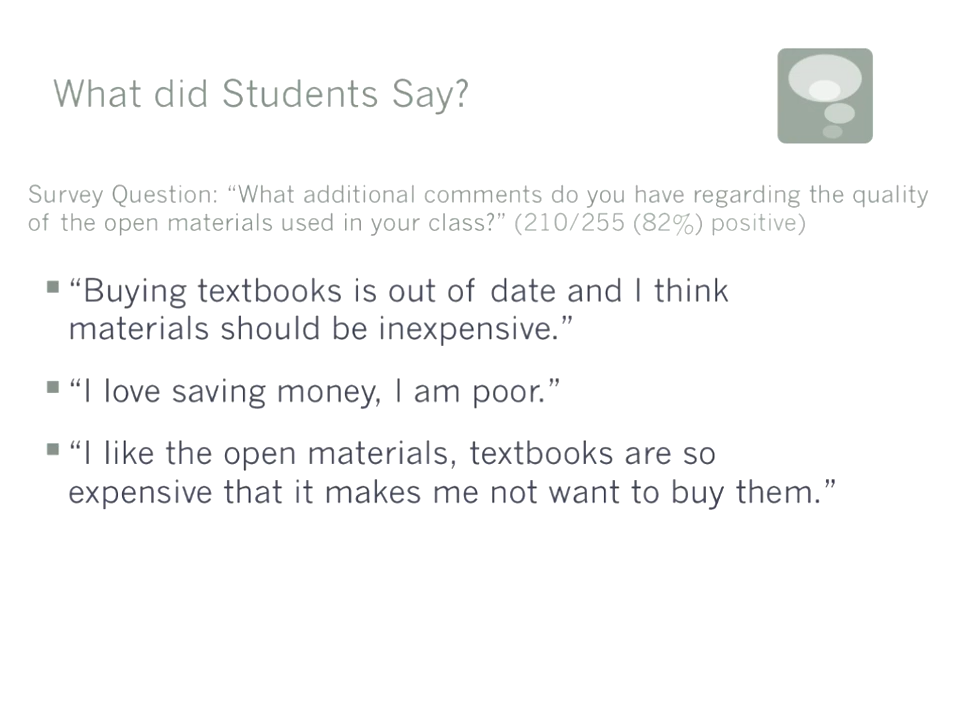 What did Students Say?
Survey Question: “What additional comments do you have regarding the quality
of the open materials used in your class?” (210/255 (82%) positive)
▪ “Buying textbooks is out of date and I think
materials should be inexpensive.”
▪ “I love saving money, I am poor.”
▪ “I like the open materials, textbooks are so
expensive that it makes me not want to buy them.”